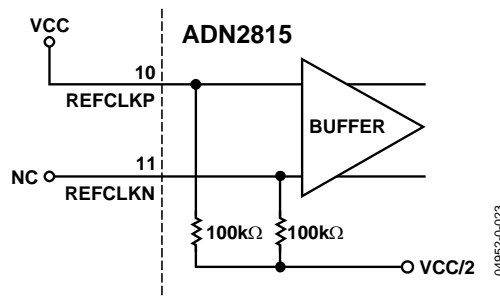 VCC
ADN2815
10
REFCLKP
BUFFER
11
NC
REFCLKN
100kΩ
100kΩ
VCC/2
04952-0-023